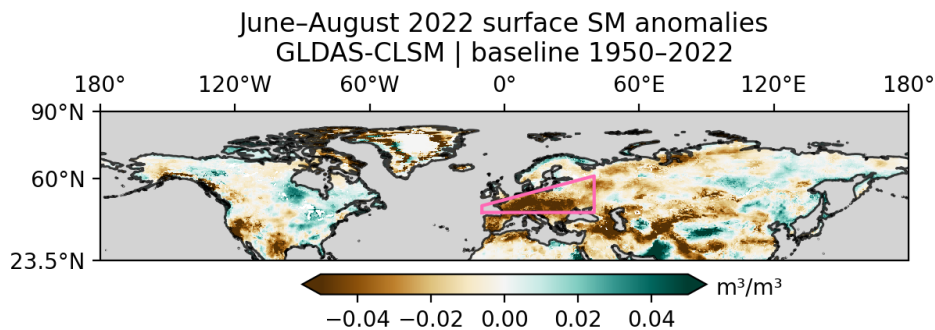 June–August 2022 surface SM anomalies
GLDAS-CLSM | baseline 1950–2022
180° 120°W 60°W 0° 60°E 120°E 180°
90°N
60°N
23.5°N
m³/m³
−0.04 −0.02 0.00 0.02 0.04